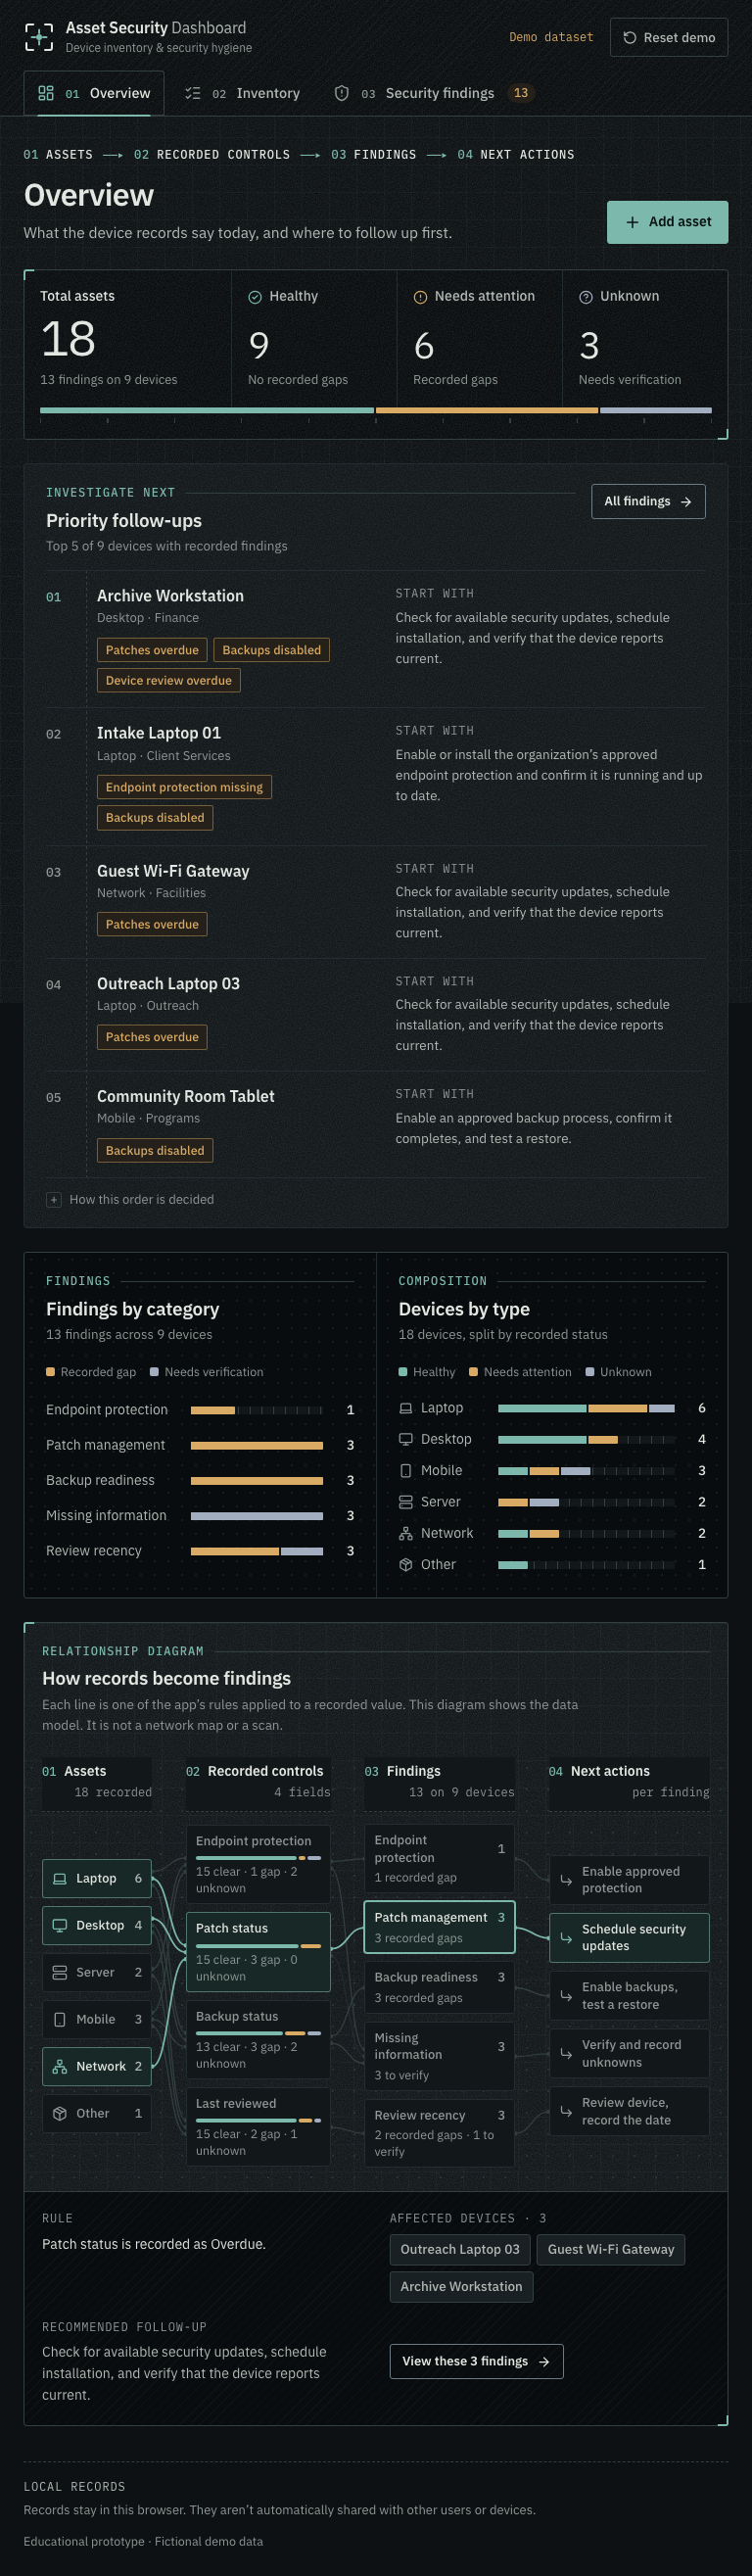 Asset Security Dashboard
Device inventory & security hygiene
Demo dataset
Reset demo
01 Overview
02 Inventory
03 Security findings 13
01 ASSETS
02 RECORDED CONTROLS
03 FINDINGS
04 NEXT ACTIONS
Overview
What the device records say today, and where to follow up first.
Add asset
Total assets
18
13 findings on 9 devices
Healthy
9
No recorded gaps
Needs attention
6
Recorded gaps
Unknown
3
Needs verification
INVESTIGATE NEXT
Priority follow-ups
Top 5 of 9 devices with recorded findings
All findings
01
Archive Workstation
Desktop · Finance
Patches overdue
Backups disabled
Device review overdue
START WITH
Check for available security updates, schedule
installation, and verify that the device reports
current.
02
Intake Laptop 01
Laptop · Client Services
Endpoint protection missing
Backups disabled
START WITH
Enable or install the organization’s approved
endpoint protection and confirm it is running and up
to date.
03
Guest Wi-Fi Gateway
Network · Facilities
Patches overdue
START WITH
Check for available security updates, schedule
installation, and verify that the device reports
current.
04
Outreach Laptop 03
Laptop · Outreach
Patches overdue
START WITH
Check for available security updates, schedule
installation, and verify that the device reports
current.
05
Community Room Tablet
Mobile · Programs
Backups disabled
START WITH
Enable an approved backup process, confirm it
completes, and test a restore.
How this order is decided
FINDINGS
Findings by category
13 findings across 9 devices
Recorded gap
Needs verification
Endpoint protection 1
Patch management 3
Backup readiness 3
Missing information 3
Review recency 3
COMPOSITION
Devices by type
18 devices, split by recorded status
Healthy
Needs attention
Unknown
Laptop 6
Desktop 4
Mobile 3
Server 2
Network 2
Other 1
RELATIONSHIP DIAGRAM
How records become findings
Each line is one of the app’s rules applied to a recorded value. This diagram shows the data
model. It is not a network map or a scan.
01 Assets
18 recorded
Laptop 6
Desktop 4
Server 2
Mobile 3
Network 2
Other 1
02 Recorded controls
4 fields
Endpoint protection
15 clear · 1 gap · 2
unknown
Patch status
15 clear · 3 gap · 0
unknown
Backup status
13 clear · 3 gap · 2
unknown
Last reviewed
15 clear · 2 gap · 1
unknown
03 Findings
13 on 9 devices
Endpoint
protection
1
1 recorded gap
Patch management 3
3 recorded gaps
Backup readiness 3
3 recorded gaps
Missing
information
3
3 to verify
Review recency 3
2 recorded gaps · 1 to
verify
04 Next actions
per finding
Enable approved
protection
Schedule security
updates
Enable backups,
test a restore
Verify and record
unknowns
Review device,
record the date
RULE
Patch status is recorded as Overdue.
AFFECTED DEVICES · 3
Outreach Laptop 03
Guest Wi-Fi Gateway
Archive Workstation
RECOMMENDED FOLLOW-UP
Check for available security updates, schedule
installation, and verify that the device reports
current.
View these 3 findings
LOCAL RECORDS
Records stay in this browser. They aren’t automatically shared with other users or devices.
Educational prototype · Fictional demo data